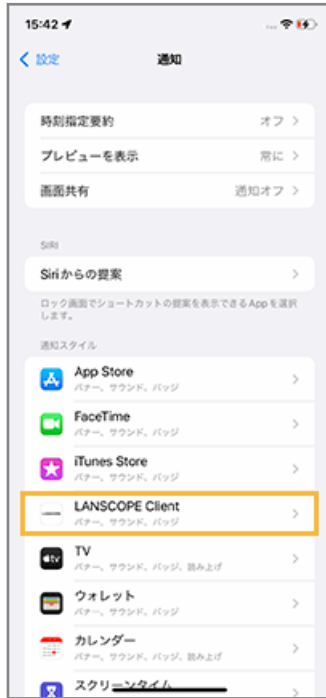 15:42
設定
通知
時刻指定要約 オフ
プレビューを表示 常に
画面共有 通知オフ
SIRI
Siriからの提案
ロック画面でショートカットの提案を表示できるAppを選択
します。
通知スタイル
App Store
バナー、サウンド、バッジ
FaceTime
バナー、サウンド、バッジ
iTunes Store
バナー、サウンド、バッジ
LANSCOPE Client
バナー、サウンド、バッジ
TV
バナー、サウンド、バッジ、読み上げ
ウォレット
バナー、サウンド、バッジ
カレンダー
バナー、サウンド、バッジ、読み上げ
スクリーンタイム